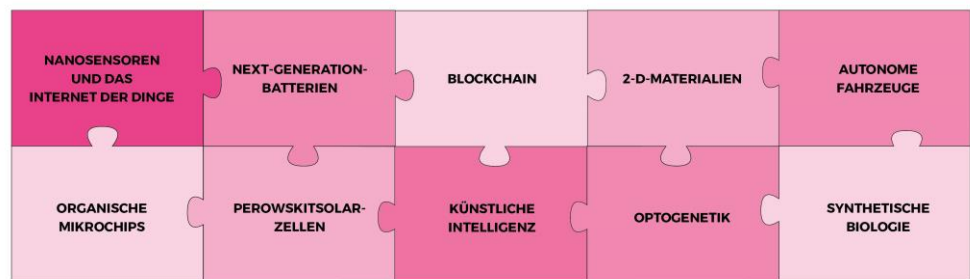 NANOSENSOREN
UND DAS
INTERNET DER DINGE
NEXT-GENERATION-
BATTERIEN
BLOCKCHAIN
2-D-MATERIALIEN
AUTONOME
FAHRZEUGE
ORGANISCHE
MIKROCHIPS
PEROWSKITSOLAR-
ZELLEN
KÜNSTLICHE
INTELLIGENZ
OPTOGENETIK
SYNTHETISCHE
BIOLOGIE